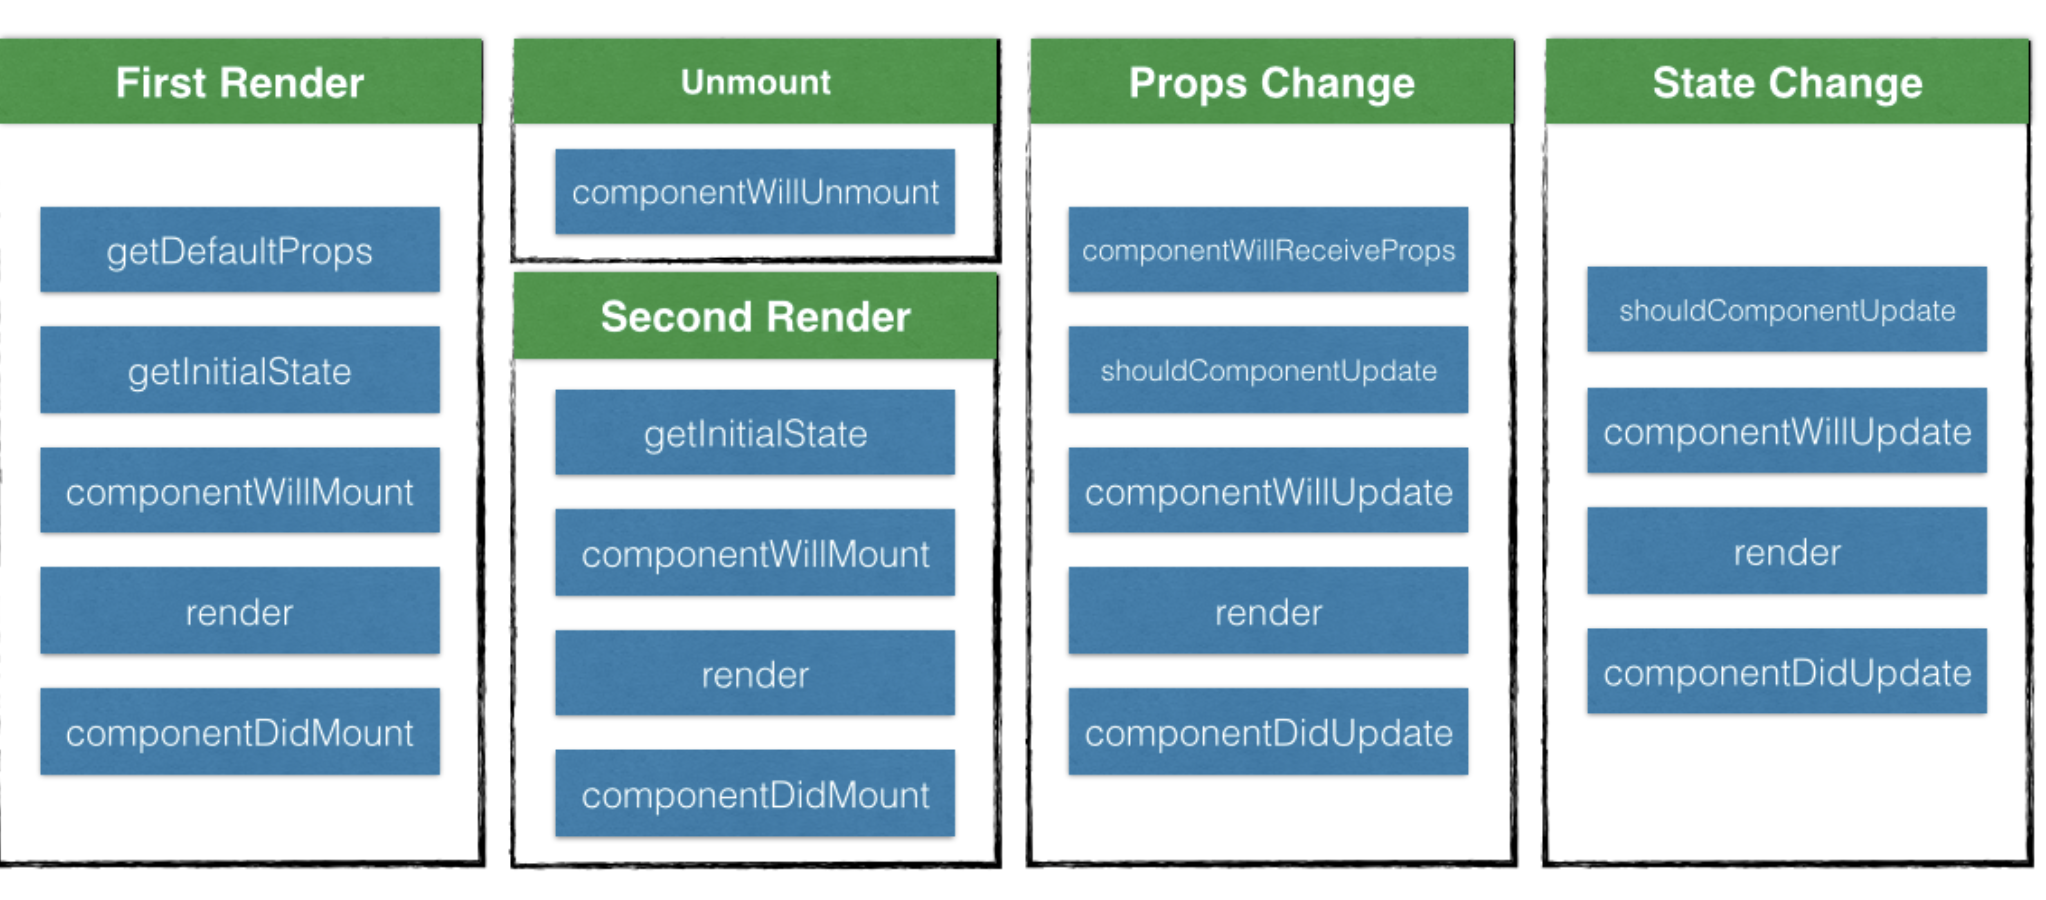 First Render
getDefaultProps
getInitialState
componentWillMount
render
componentDidMount
Unmount
componentWillUnmount
Second Render
getInitialState
componentWillMount
render
componentDidMount
Props Change
componentWillReceiveProps
shouldComponentUpdate
componentWillUpdate
render
componentDidUpdate
State Change
shouldComponentUpdate
componentWillUpdate
render
componentDidUpdate